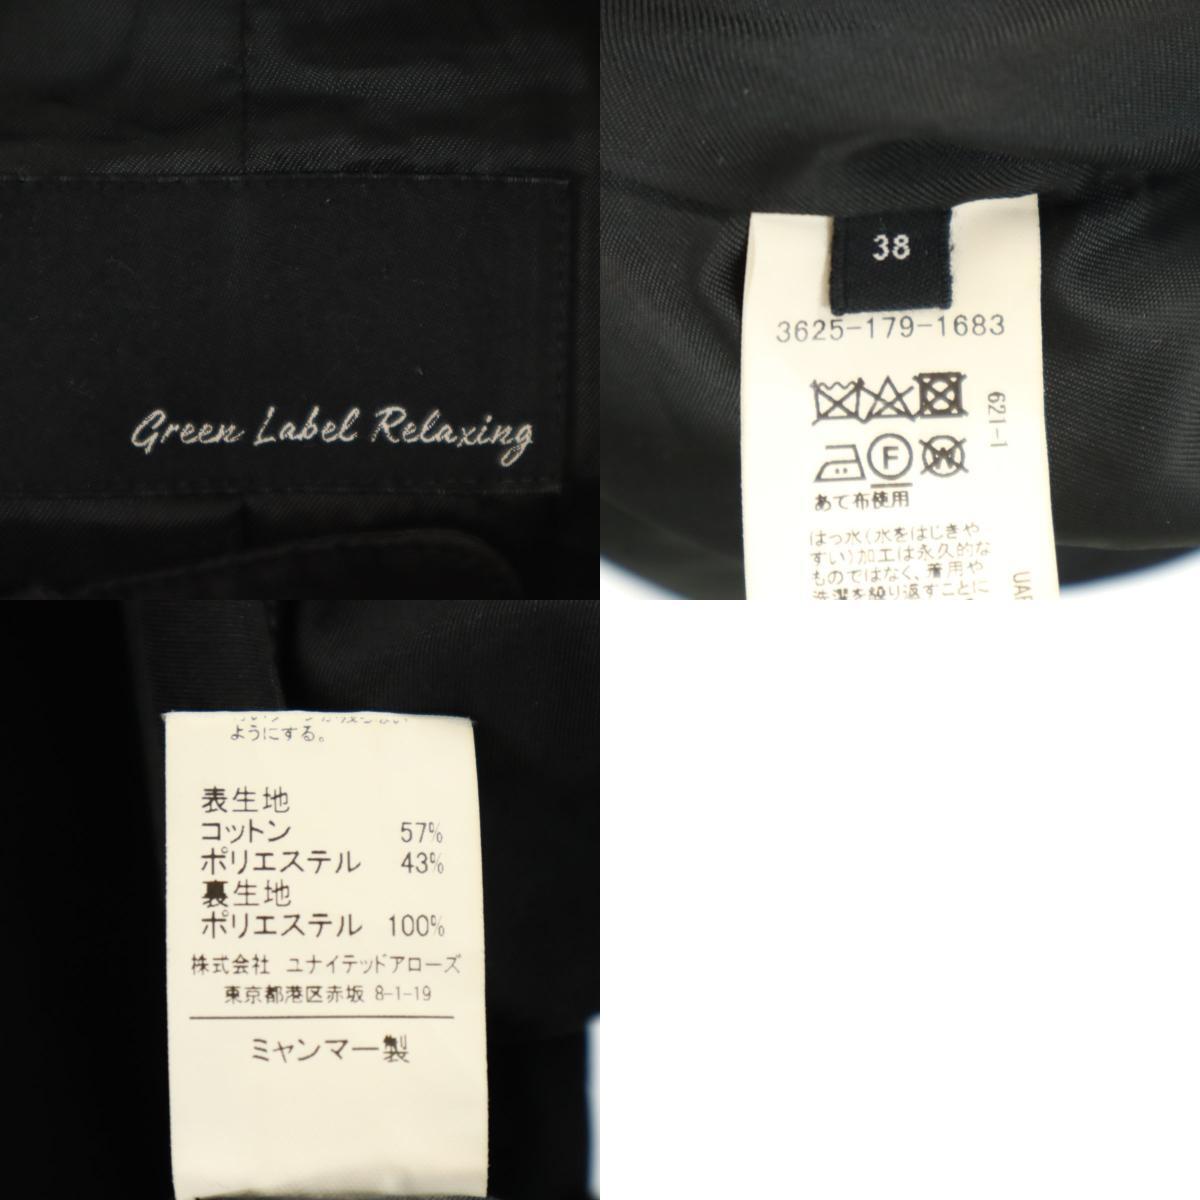 Green Label Relaxing
38
3625-179-1683
621-1
F
W
あて布使用
はっ水(水をはじきや
すい)加工は永久的な
ものではなく、着用や
洗濯を繰り返すことに
UAR
ようにする。
表生地
コットン 57%
ポリエステル 43%
裏生地
ポリエステル 100%
株式会社 ユナイテッドアローズ
東京都港区赤坂 8-1-19
ミャンマー製